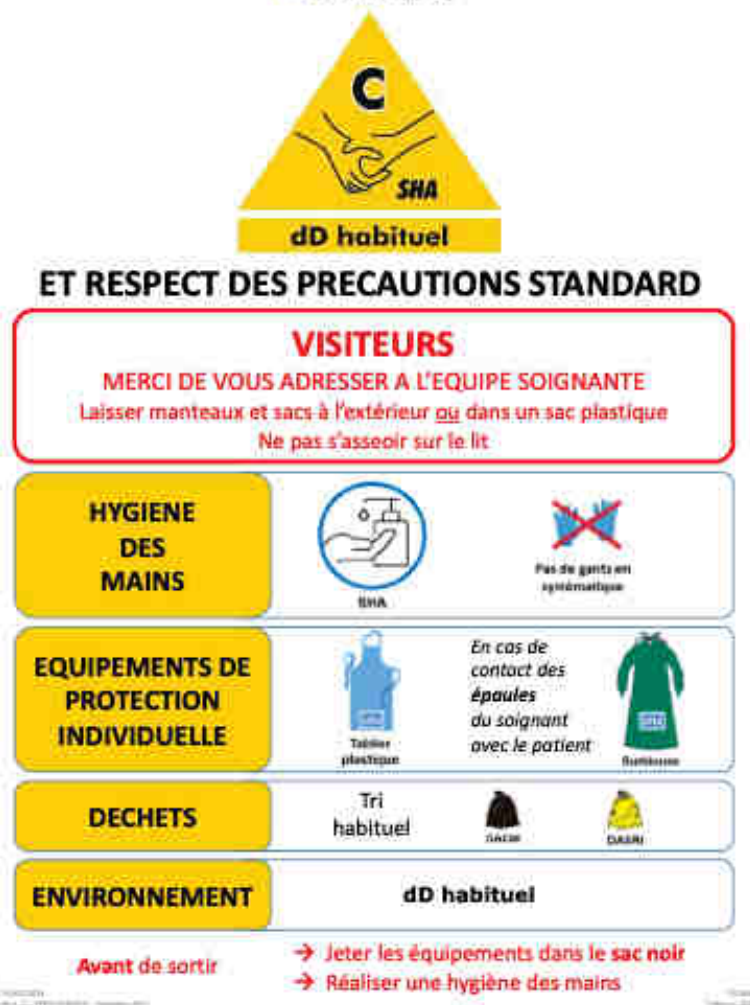 C
SHA
dD habituel
ET RESPECT DES PRECAUTIONS STANDARD
VISITEURS
MERCI DE VOUS ADRESSER A L'EQUIPE SOIGNANTE
Laisser manteaux et sacs à l'extérieur ou dans un sac plastique
Ne pas s'asseoir sur le lit
HYGIENE
DES
MAINS
SHA
Pas de gants en
systématique
EQUIPEMENTS DE
PROTECTION
INDIVIDUELLE
Tablier
plastique
En cas de
contact des
épaules
du soignant
avec le patient
Surblouse
DECHETS
Tri
habituel
DASRI
ENVIRONNEMENT
dD habituel
Avant de sortir
→ Jeter les équipements dans le sac noir
→ Réaliser une hygiène des mains